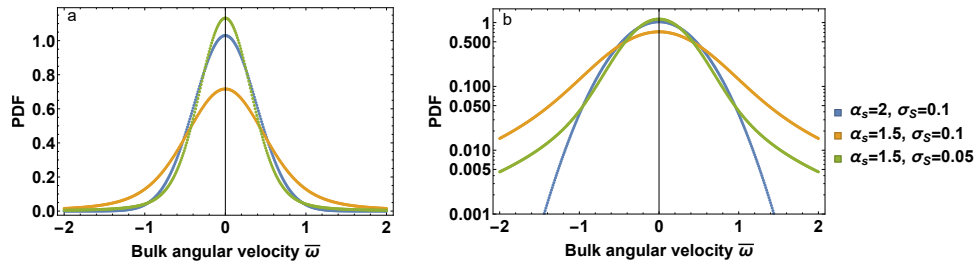 a
PDF
1.0
0.8
0.6
0.4
0.2
0.0
-2
-1
0
1
2
Bulk angular velocity ω̅
b
PDF
1
0.500
0.100
0.050
0.010
0.005
0.001
-2
-1
0
1
2
Bulk angular velocity ω̅
αₛ=2, σ_S=0.1
αₛ=1.5, σ_S=0.1
αₛ=1.5, σ_S=0.05